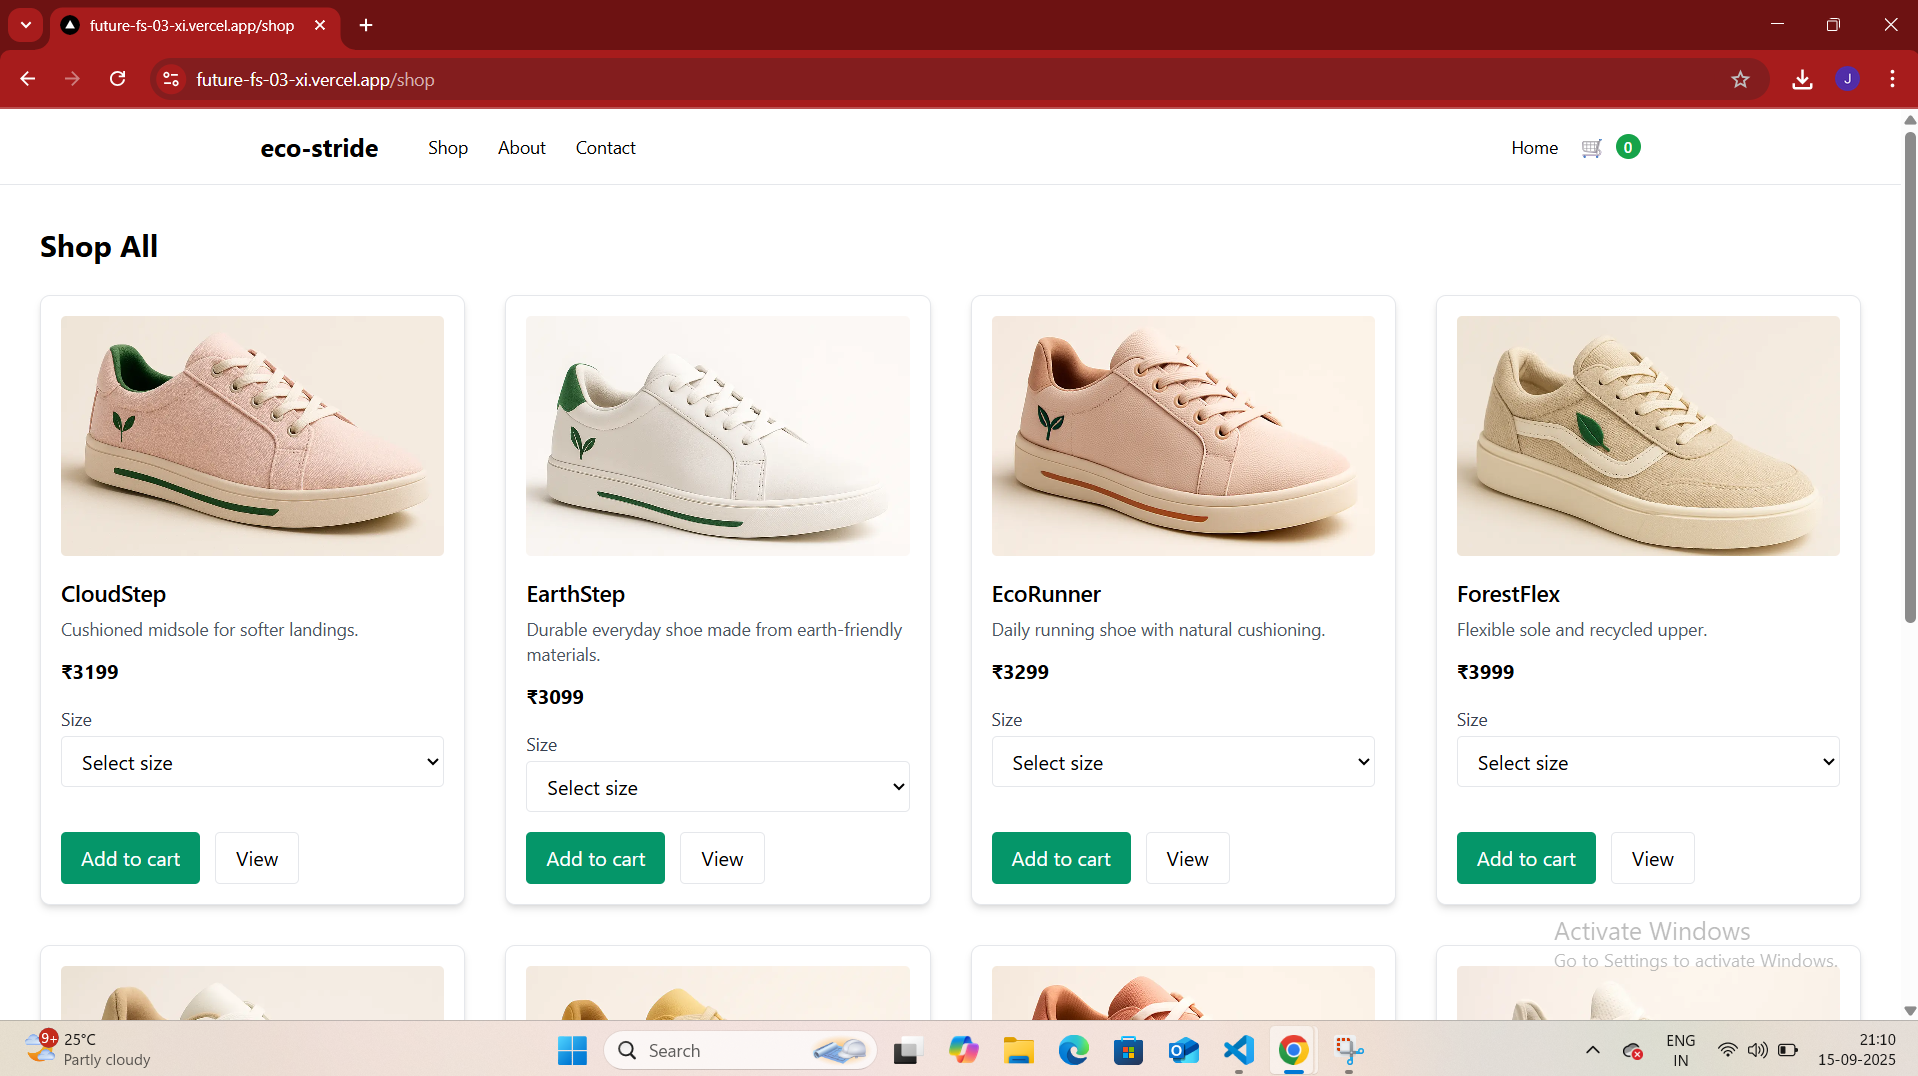 future-fs-03-xi.vercel.app/shop
future-fs-03-xi.vercel.app/shop
J
eco-stride
Shop
About
Contact
Home
0
Shop All
CloudStep
Cushioned midsole for softer landings.
₹3199
Size
Select size
Add to cart
View
EarthStep
Durable everyday shoe made from earth-friendly
materials.
₹3099
Size
Select size
Add to cart
View
EcoRunner
Daily running shoe with natural cushioning.
₹3299
Size
Select size
Add to cart
View
ForestFlex
Flexible sole and recycled upper.
₹3999
Size
Select size
Add to cart
View
Activate Windows
Go to Settings to activate Windows.
9+
25°C
Partly cloudy
Search
ENG
IN
21:10
15-09-2025